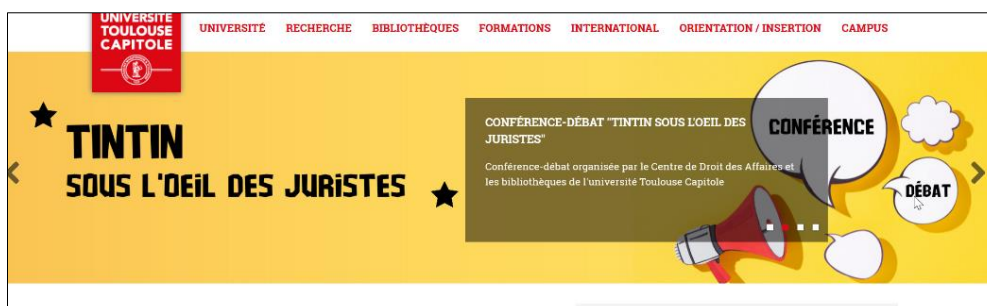 UNIVERSITÉ
TOULOUSE
CAPITOLE
UNIVERSITÉ RECHERCHE BIBLIOTHÈQUES FORMATIONS INTERNATIONAL ORIENTATION / INSERTION CAMPUS
TINTIN
SOUS L'OEIL DES JURISTES
CONFÉRENCE-DÉBAT "TINTIN SOUS L'OEIL DES
JURISTES"
Conférence-débat organisée par le Centre de Droit des Affaires et
les bibliothèques de l'université Toulouse Capitole
CONFÉRENCE
DÉBAT